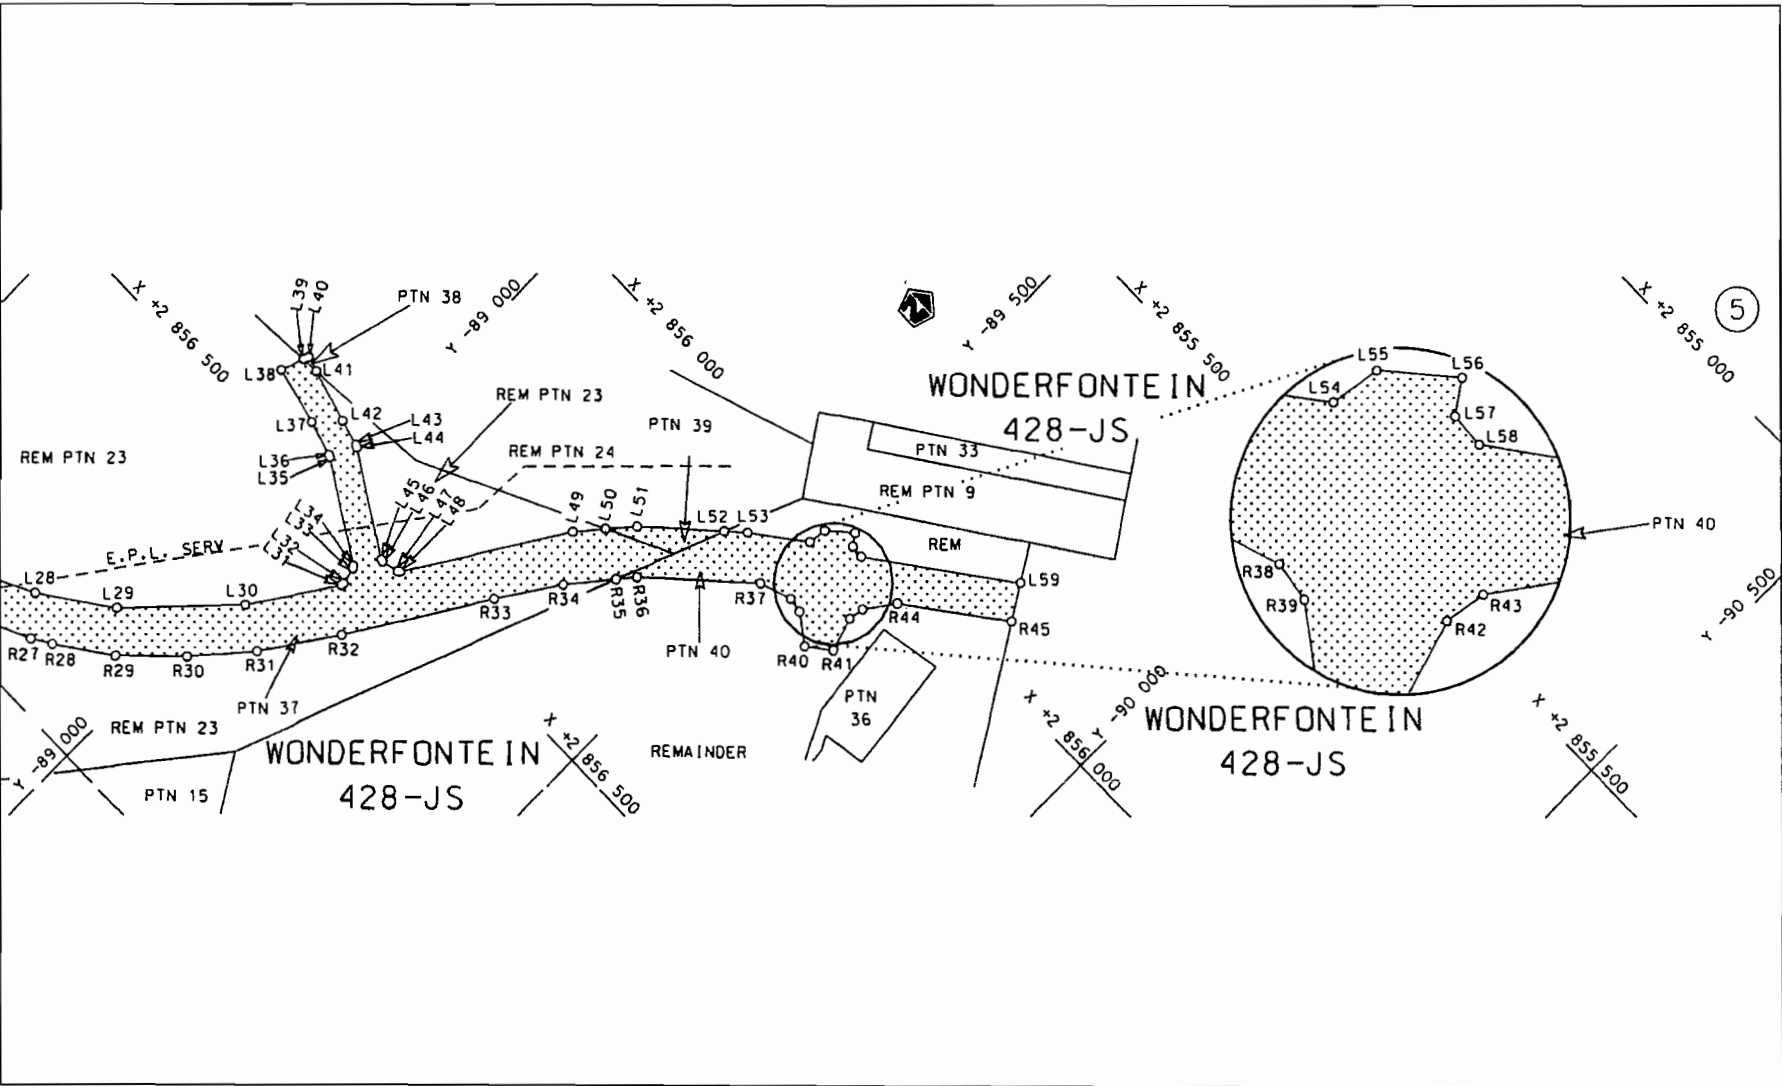 X +2 856 500
L39
L40
PTN 38
Y -89 000
X +2 856 000
Y -89 500
X +2 855 500
X +2 855 000
5
L38
L41
L37
L42
L43
L44
L36
L35
REM PTN 23
REM PTN 23
REM PTN 24
PTN 39
WONDERFONTEIN
428-JS
PTN 33
REM PTN 9
REM
L55
L56
L54
L57
L58
PTN 40
R38
R39
R43
R42
L34
L33
L32
L31
L45
L46
L47
L48
L49
L50
L51
L52
L53
E.P.L. SERV
L28
L29
L30
L59
R27
R28
R29
R30
R31
R32
R33
R34
R35
R36
R37
R40
R41
R44
R45
PTN 40
PTN 37
PTN
36
REM PTN 23
Y -89 000
PTN 15
WONDERFONTEIN
428-JS
X +2 856 500
REMAINDER
X +2 856 000
Y -90 000
WONDERFONTEIN
428-JS
X +2 855 500
Y -90 500